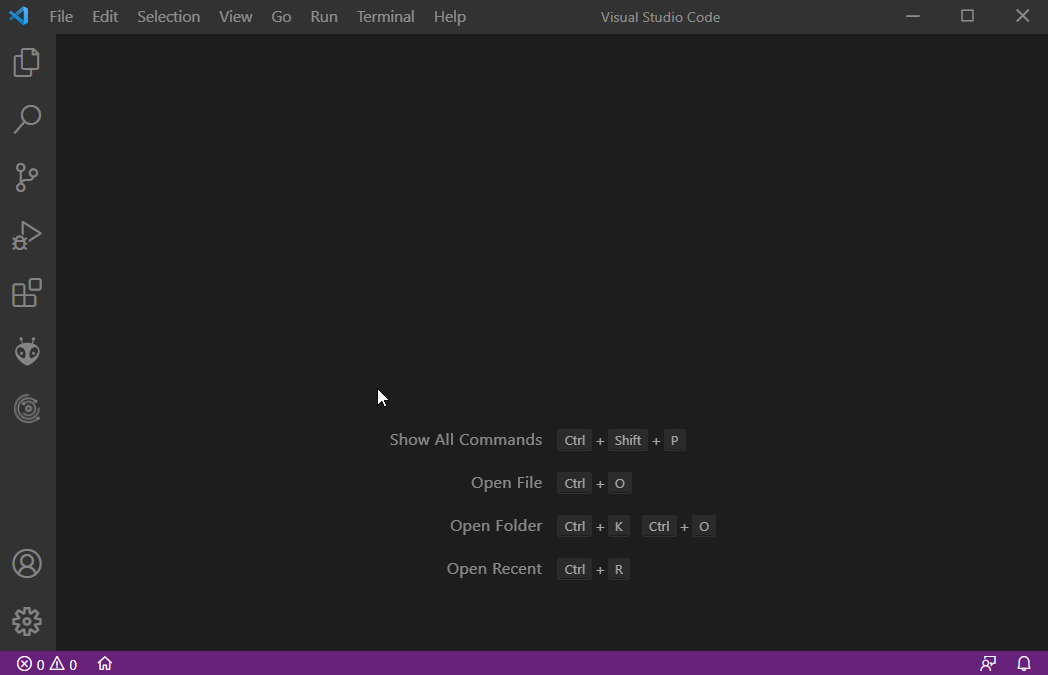 File Edit Selection View Go Run Terminal Help Visual Studio Code
Show All Commands Ctrl + Shift + P
Open File Ctrl + O
Open Folder Ctrl + K Ctrl + O
Open Recent Ctrl + R
0 0